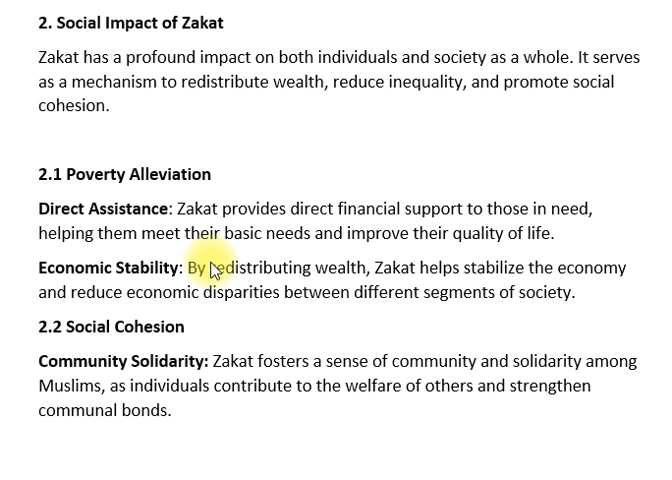 2. Social Impact of Zakat
Zakat has a profound impact on both individuals and society as a whole. It serves
as a mechanism to redistribute wealth, reduce inequality, and promote social
cohesion.
2.1 Poverty Alleviation
Direct Assistance: Zakat provides direct financial support to those in need,
helping them meet their basic needs and improve their quality of life.
Economic Stability: By redistributing wealth, Zakat helps stabilize the economy
and reduce economic disparities between different segments of society.
2.2 Social Cohesion
Community Solidarity: Zakat fosters a sense of community and solidarity among
Muslims, as individuals contribute to the welfare of others and strengthen
communal bonds.